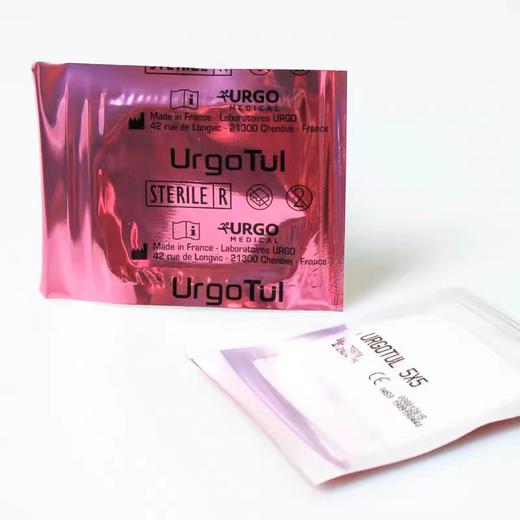 STERILE R
URGO
MEDICAL
Made in France - Laboratoires URGO
42 rue de Longvic - 21300 Chenôve - France
UrgoTul
STERILE R
URGO
MEDICAL
Made in France - Laboratoires URGO
42 rue de Longvic - 21300 Chenôve - France
UrgoTul
URGOTUL 5X5
CE